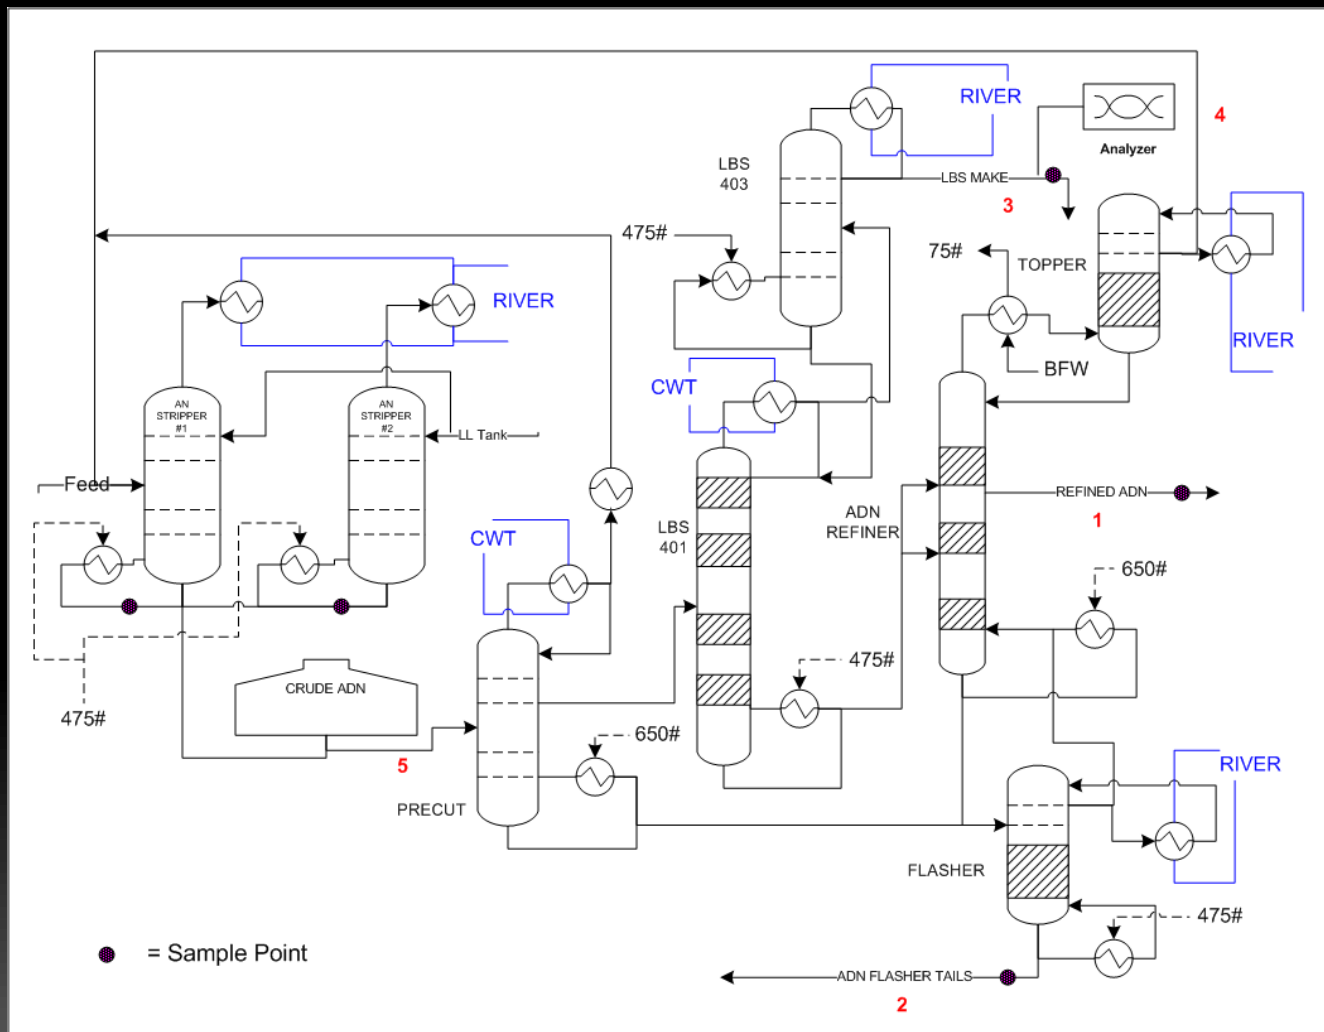 RIVER
4
LBS
403
Analyzer
LBS MAKE
3
475#
75#
TOPPER
RIVER
RIVER
BFW
CWT
AN
STRIPPER
#1
AN
STRIPPER
#2
LL Tank
Feed
REFINED ADN
1
ADN
REFINER
LBS
401
CWT
650#
475#
CRUDE ADN
475#
650#
5
PRECUT
RIVER
FLASHER
475#
= Sample Point
ADN FLASHER TAILS
2